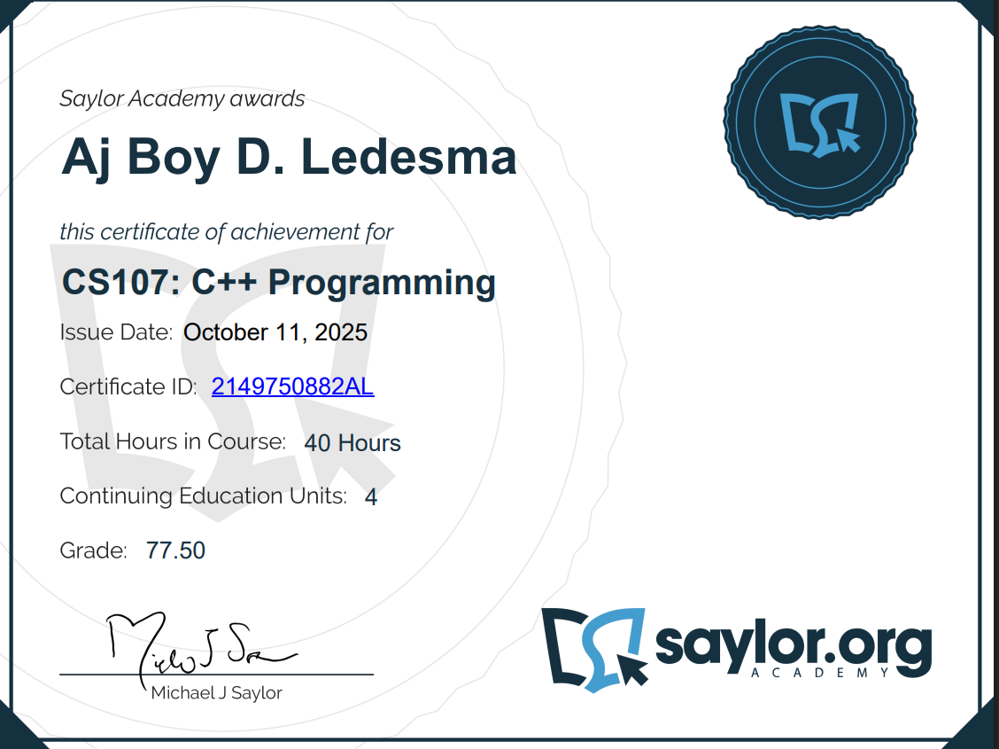 Saylor Academy awards
Aj Boy D. Ledesma
this certificate of achievement for
CS107: C++ Programming
Issue Date: October 11, 2025
Certificate ID: 2149750882AL
Total Hours in Course: 40 Hours
Continuing Education Units: 4
Grade: 77.50
Michael J Saylor
saylor.org
ACADEMY